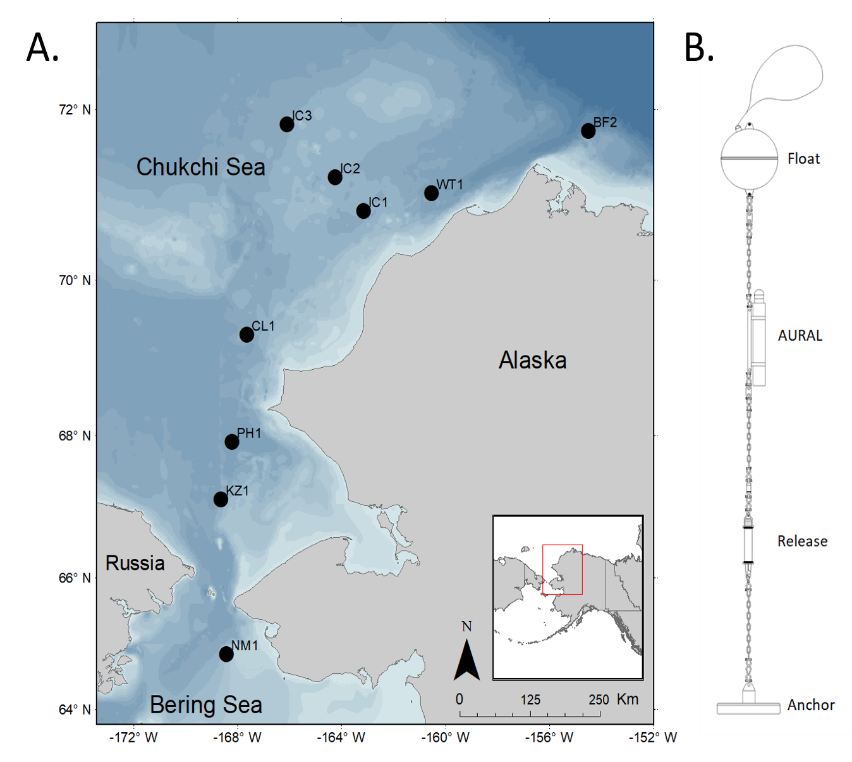 A.
B.
72° N
IC3
BF2
Float
Chukchi Sea
IC2
WT1
IC1
70° N
CL1
AURAL
Alaska
68° N
PH1
KZ1
Release
Russia
66° N
N
NM1
0 125 250 Km
Bering Sea
Anchor
64° N
-172° W -168° W -164° W -160° W -156° W -152° W